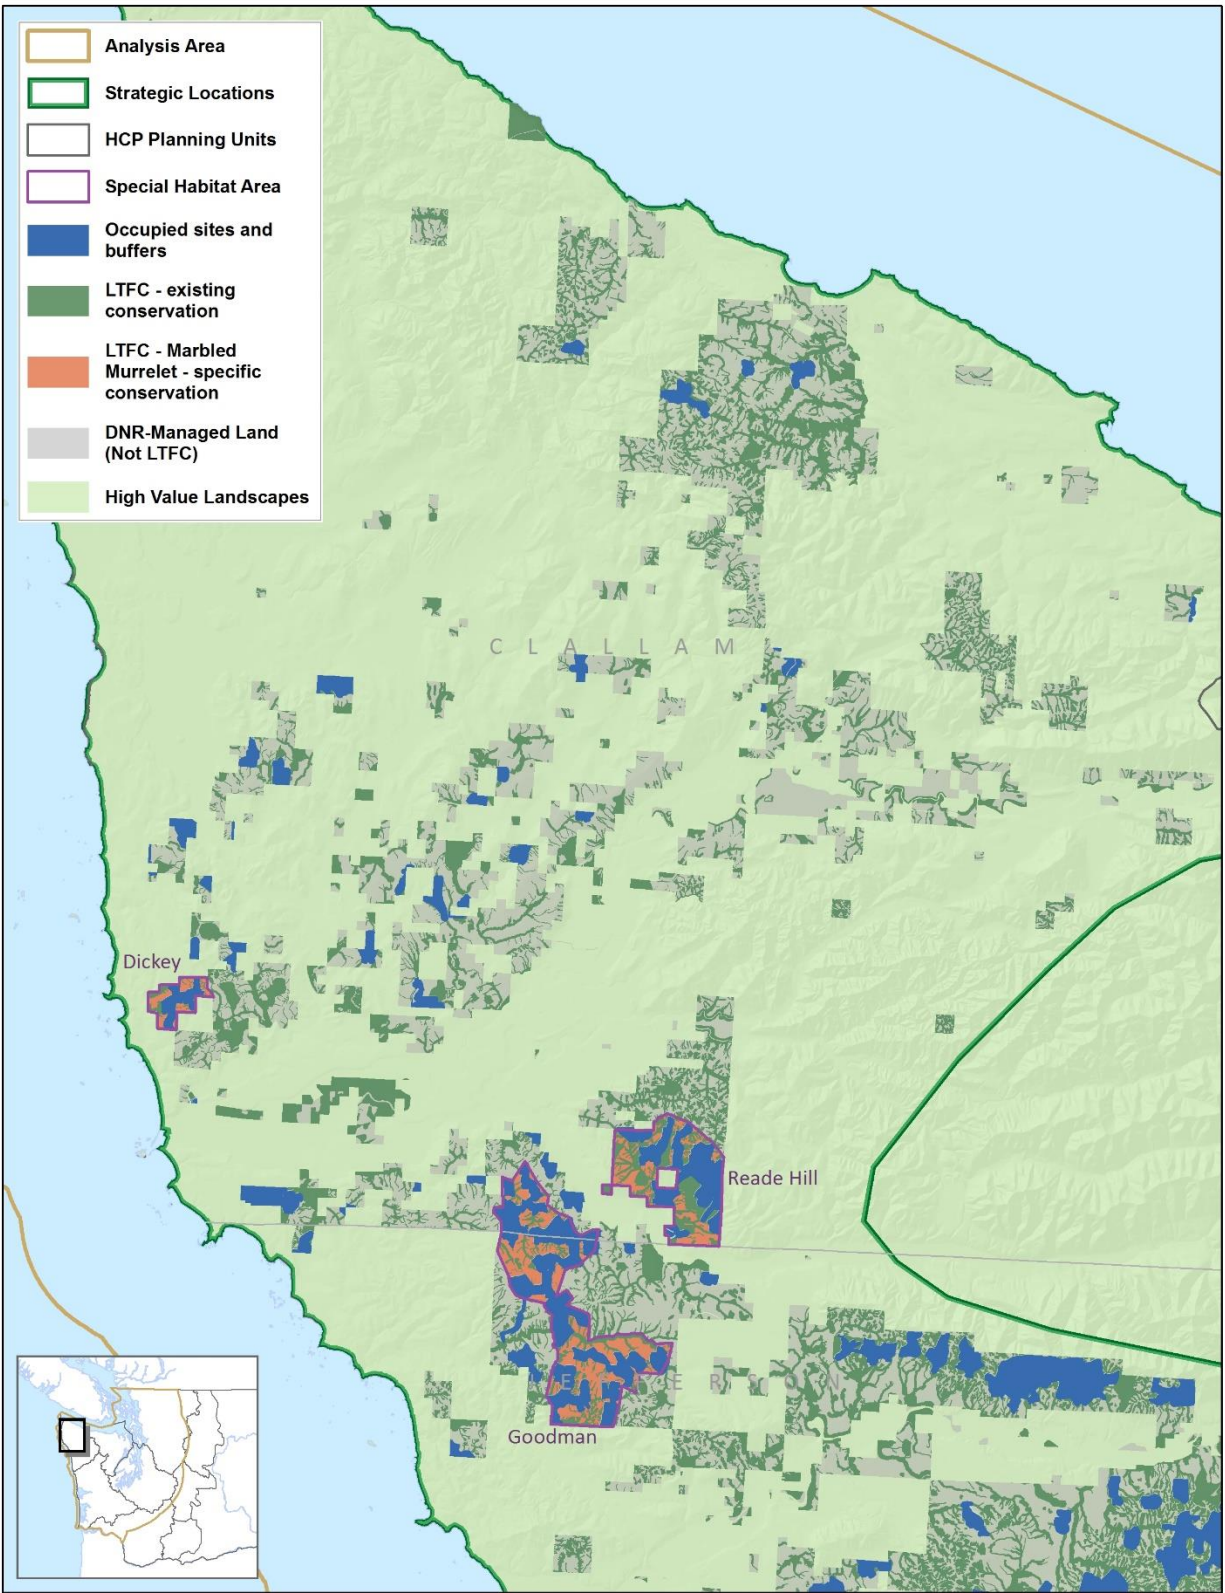 Analysis Area
Strategic Locations
HCP Planning Units
Special Habitat Area
Occupied sites and
buffers
LTFC - existing
conservation
LTFC - Marbled
Murrelet - specific
conservation
DNR-Managed Land
(Not LTFC)
High Value Landscapes
CLALLAM
Dickey
Reade Hill
JEFFERSON
Goodman